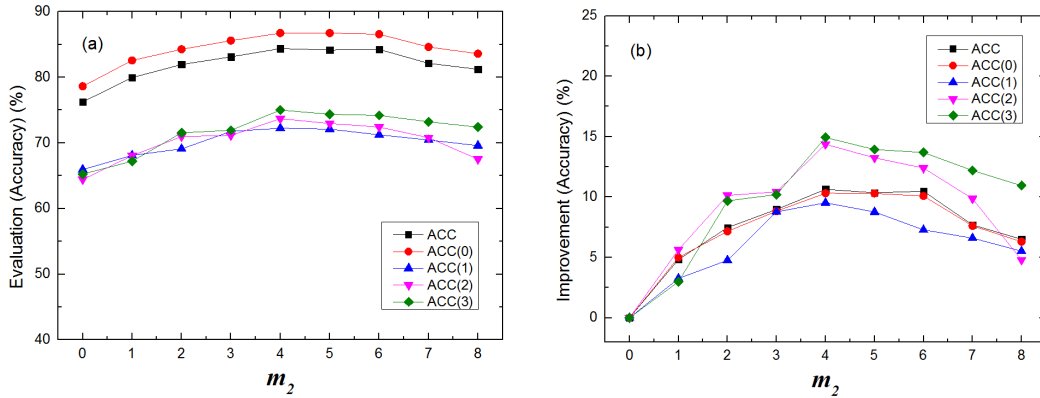 (a)
Evaluation (Accuracy) (%)
90
80
70
60
50
40
ACC
ACC(0)
ACC(1)
ACC(2)
ACC(3)
0 1 2 3 4 5 6 7 8
m2
(b)
Improvement (Accuracy) (%)
25
20
15
10
5
0
ACC
ACC(0)
ACC(1)
ACC(2)
ACC(3)
0 1 2 3 4 5 6 7 8
m2